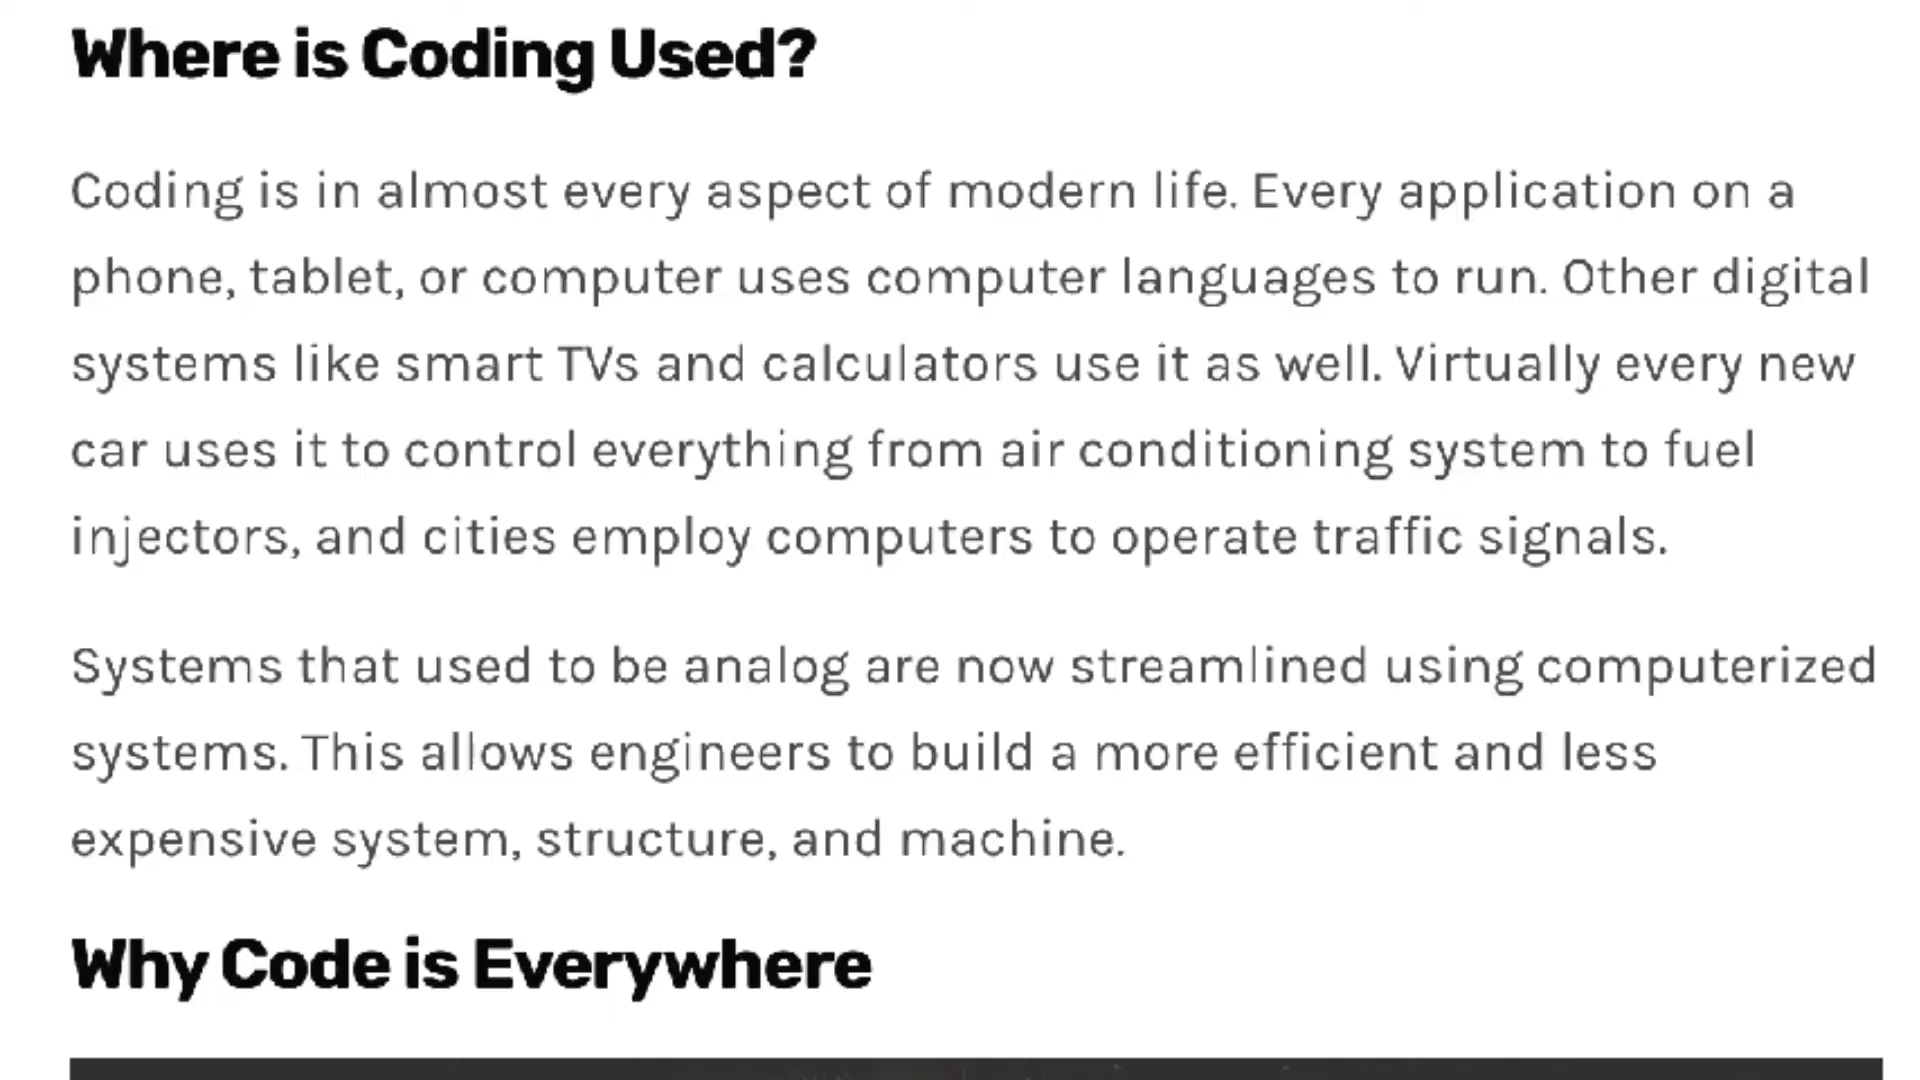 Where is Coding Used?
Coding is in almost every aspect of modern life. Every application on a
phone, tablet, or computer uses computer languages to run. Other digital
systems like smart TVs and calculators use it as well. Virtually every new
car uses it to control everything from air conditioning system to fuel
injectors, and cities employ computers to operate traffic signals.
Systems that used to be analog are now streamlined using computerized
systems. This allows engineers to build a more efficient and less
expensive system, structure, and machine.
Why Code is Everywhere